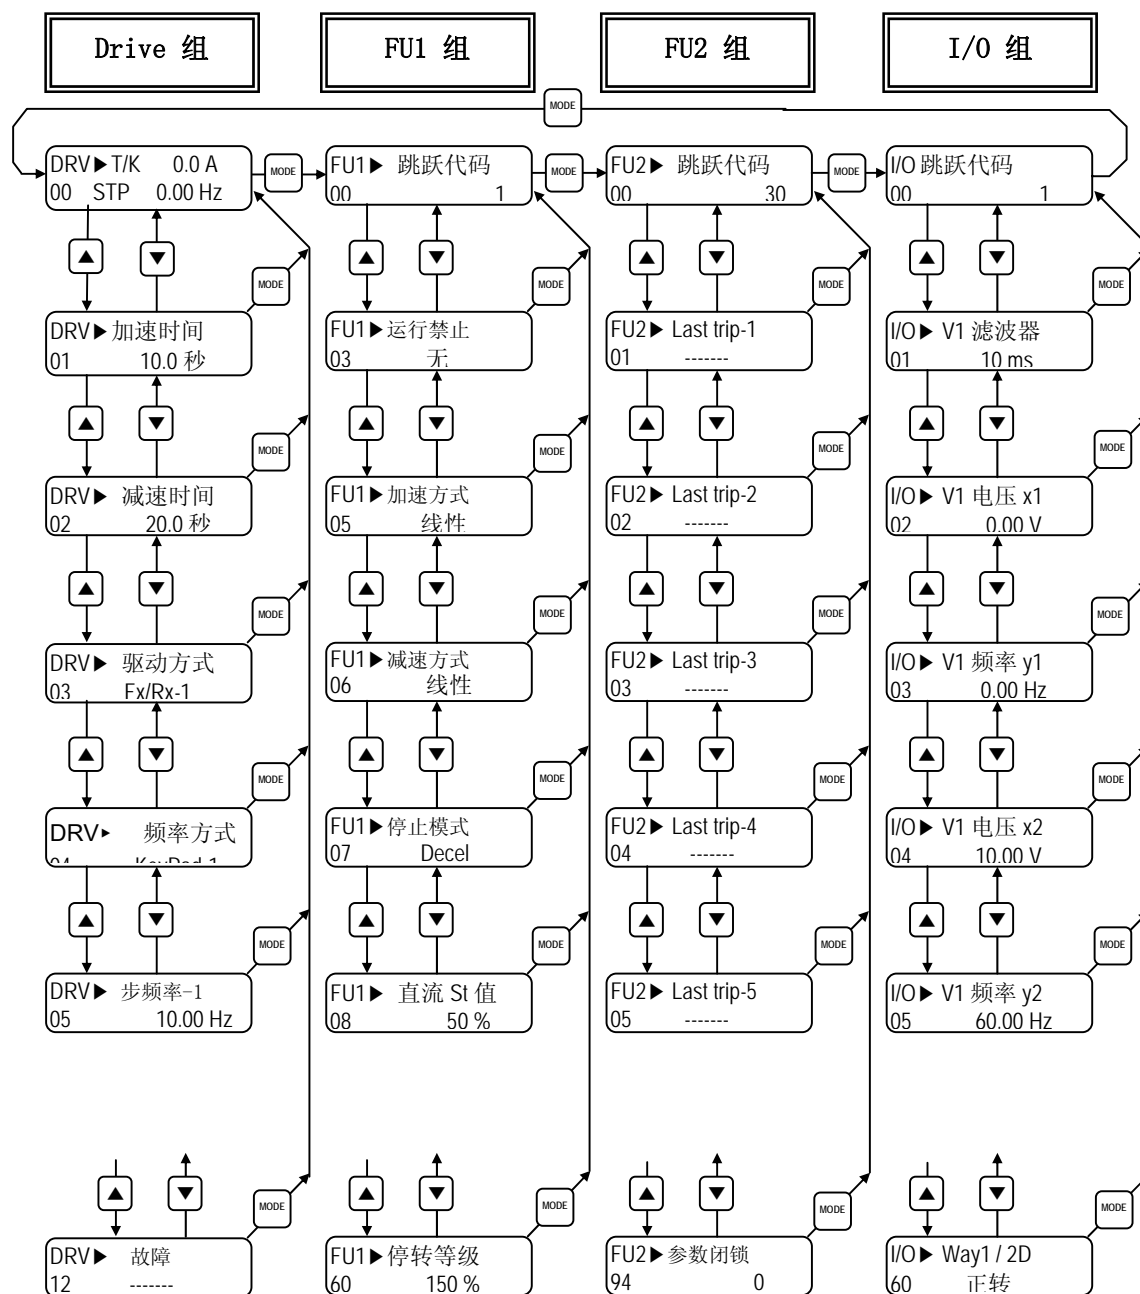 Drive 组
FU1 组
FU2 组
I/O 组
MODE
DRV▶T/K 0.0 A
00 STP 0.00 Hz
MODE
FU1▶ 跳跃代码
00 1
MODE
FU2▶ 跳跃代码
00 30
MODE
I/O 跳跃代码
00 1
▲ ▼ MODE
▲ ▼ MODE
▲ ▼ MODE
▲ ▼ MODE
DRV▶加速时间
01 10.0 秒
FU1▶运行禁止
03 无
FU2▶ Last trip-1
01 -------
I/O▶ V1 滤波器
01 10 ms
▲ ▼ MODE
▲ ▼ MODE
▲ ▼ MODE
▲ ▼ MODE
DRV▶ 减速时间
02 20.0 秒
FU1▶加速方式
05 线性
FU2▶ Last trip-2
02 -------
I/O▶ V1 电压 x1
02 0.00 V
▲ ▼ MODE
▲ ▼ MODE
▲ ▼ MODE
▲ ▼ MODE
DRV▶ 驱动方式
03 Fx/Rx-1
FU1▶减速方式
06 线性
FU2▶ Last trip-3
03 -------
I/O▶ V1 频率 y1
03 0.00 Hz
▲ ▼ MODE
▲ ▼ MODE
▲ ▼ MODE
▲ ▼ MODE
DRV▶ 频率方式
04 KeyPad-1
FU1▶停止模式
07 Decel
FU2▶ Last trip-4
04 -------
I/O▶ V1 电压 x2
04 10.00 V
▲ ▼ MODE
▲ ▼ MODE
▲ ▼ MODE
▲ ▼ MODE
DRV▶ 步频率-1
05 10.00 Hz
FU1▶ 直流 St 值
08 50 %
FU2▶ Last trip-5
05 -------
I/O▶ V1 频率 y2
05 60.00 Hz
▲ ▼ MODE
▲ ▼ MODE
▲ ▼ MODE
▲ ▼ MODE
DRV▶ 故障
12 -------
FU1▶停转等级
60 150 %
FU2▶参数闭锁
94 0
I/O▶ Way1 / 2D
60 正转